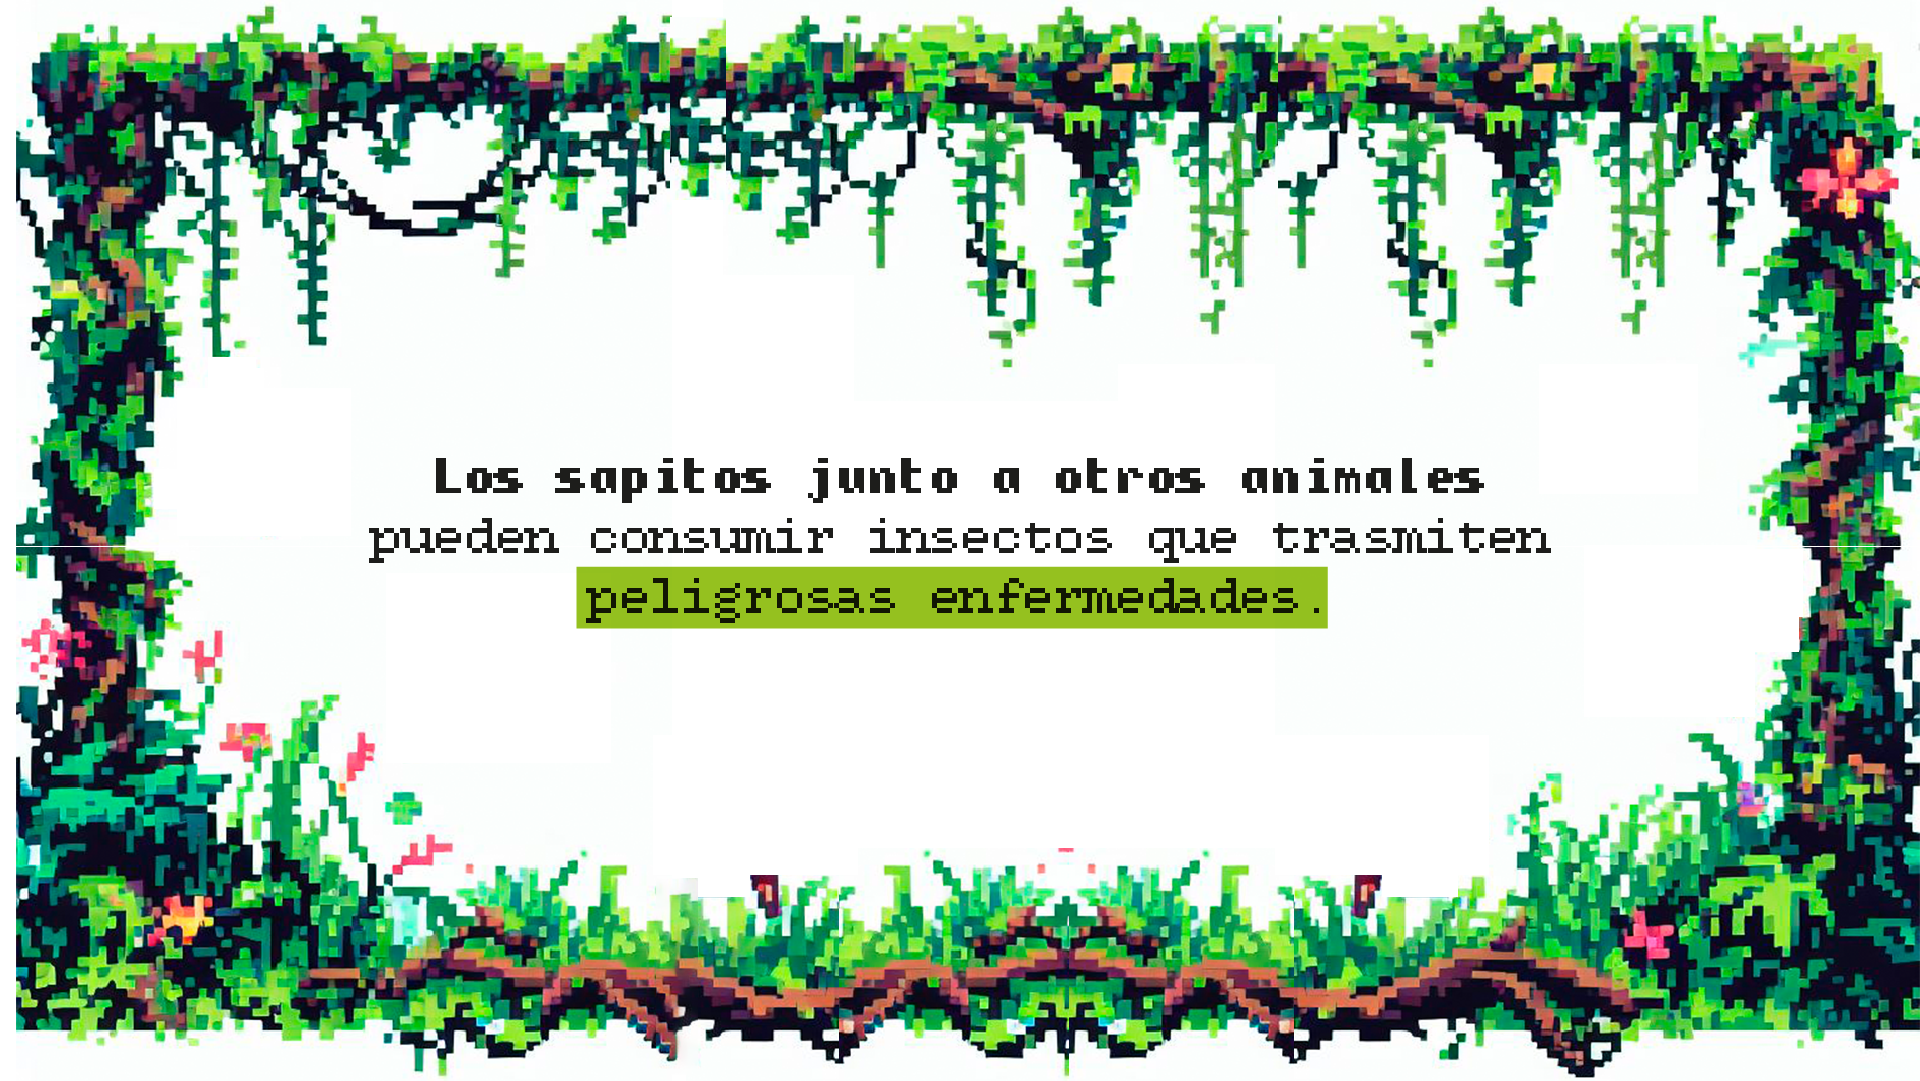 Los sapitos junto a otros animales
pueden consumir insectos que trasmiten
peligrosas enfermedades.